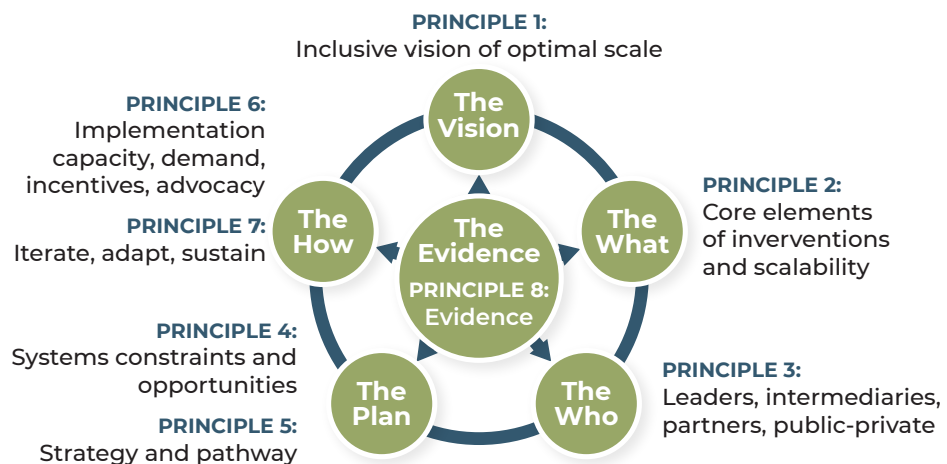 PRINCIPLE 1:
Inclusive vision of optimal scale
The
Vision
PRINCIPLE 2:
Core elements
of inverventions
and scalability
The
What
PRINCIPLE 3:
Leaders, intermediaries,
partners, public-private
The
Who
PRINCIPLE 4:
Systems constraints and
opportunities
PRINCIPLE 5:
Strategy and pathway
The
Plan
PRINCIPLE 6:
Implementation
capacity, demand,
incentives, advocacy
PRINCIPLE 7:
Iterate, adapt, sustain
The
How
The
Evidence
PRINCIPLE 8:
Evidence